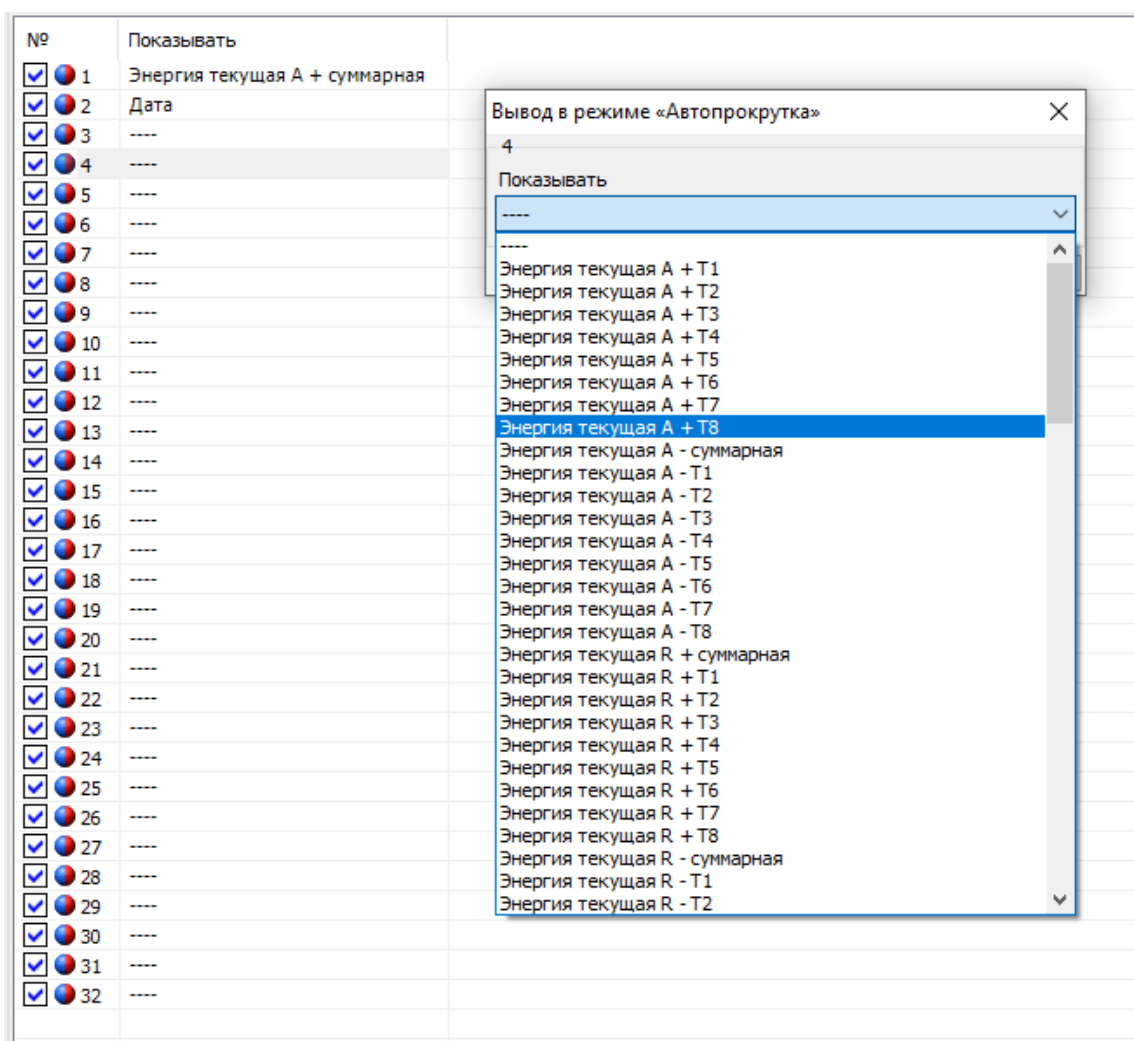 № Показывать
1 Энергия текущая A + суммарная
2 Дата
3 ----
4 ----
5 ----
6 ----
7 ----
8 ----
9 ----
10 ----
11 ----
12 ----
13 ----
14 ----
15 ----
16 ----
17 ----
18 ----
19 ----
20 ----
21 ----
22 ----
23 ----
24 ----
25 ----
26 ----
27 ----
28 ----
29 ----
30 ----
31 ----
32 ----
Вывод в режиме «Автопрокрутка»
4
Показывать
----
----
Энергия текущая A + T1
Энергия текущая A + T2
Энергия текущая A + T3
Энергия текущая A + T4
Энергия текущая A + T5
Энергия текущая A + T6
Энергия текущая A + T7
Энергия текущая A + T8
Энергия текущая A - суммарная
Энергия текущая A - T1
Энергия текущая A - T2
Энергия текущая A - T3
Энергия текущая A - T4
Энергия текущая A - T5
Энергия текущая A - T6
Энергия текущая A - T7
Энергия текущая A - T8
Энергия текущая R + суммарная
Энергия текущая R + T1
Энергия текущая R + T2
Энергия текущая R + T3
Энергия текущая R + T4
Энергия текущая R + T5
Энергия текущая R + T6
Энергия текущая R + T7
Энергия текущая R + T8
Энергия текущая R - суммарная
Энергия текущая R - T1
Энергия текущая R - T2